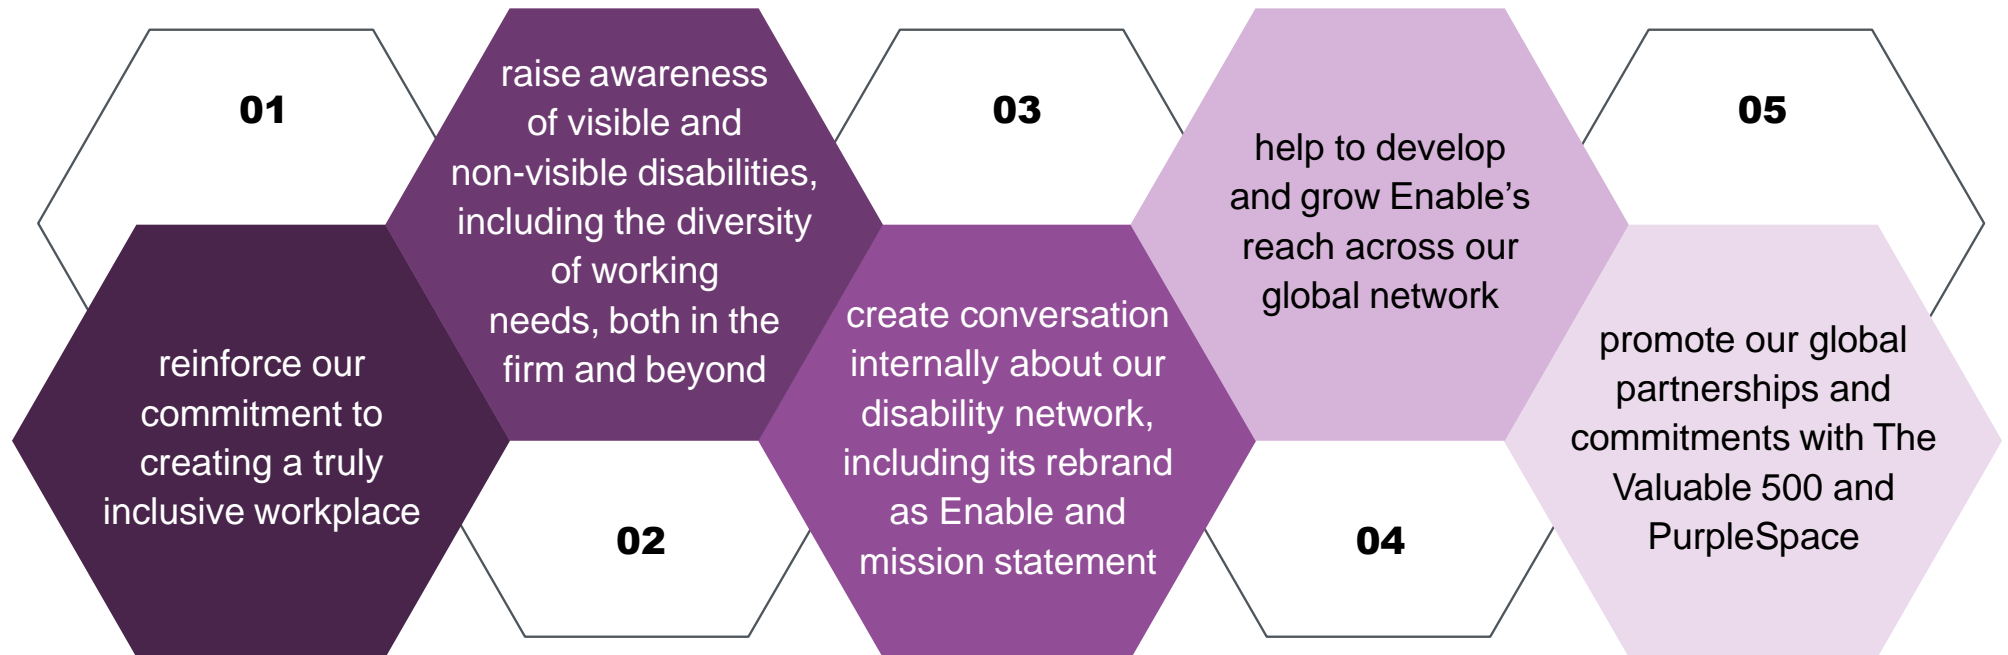 01
reinforce our
commitment to
creating a truly
inclusive workplace
raise awareness
of visible and
non-visible disabilities,
including the diversity
of working
needs, both in the
firm and beyond
02
03
create conversation
internally about our
disability network,
including its rebrand
as Enable and
mission statement
help to develop
and grow Enable’s
reach across our
global network
04
05
promote our global
partnerships and
commitments with The
Valuable 500 and
PurpleSpace